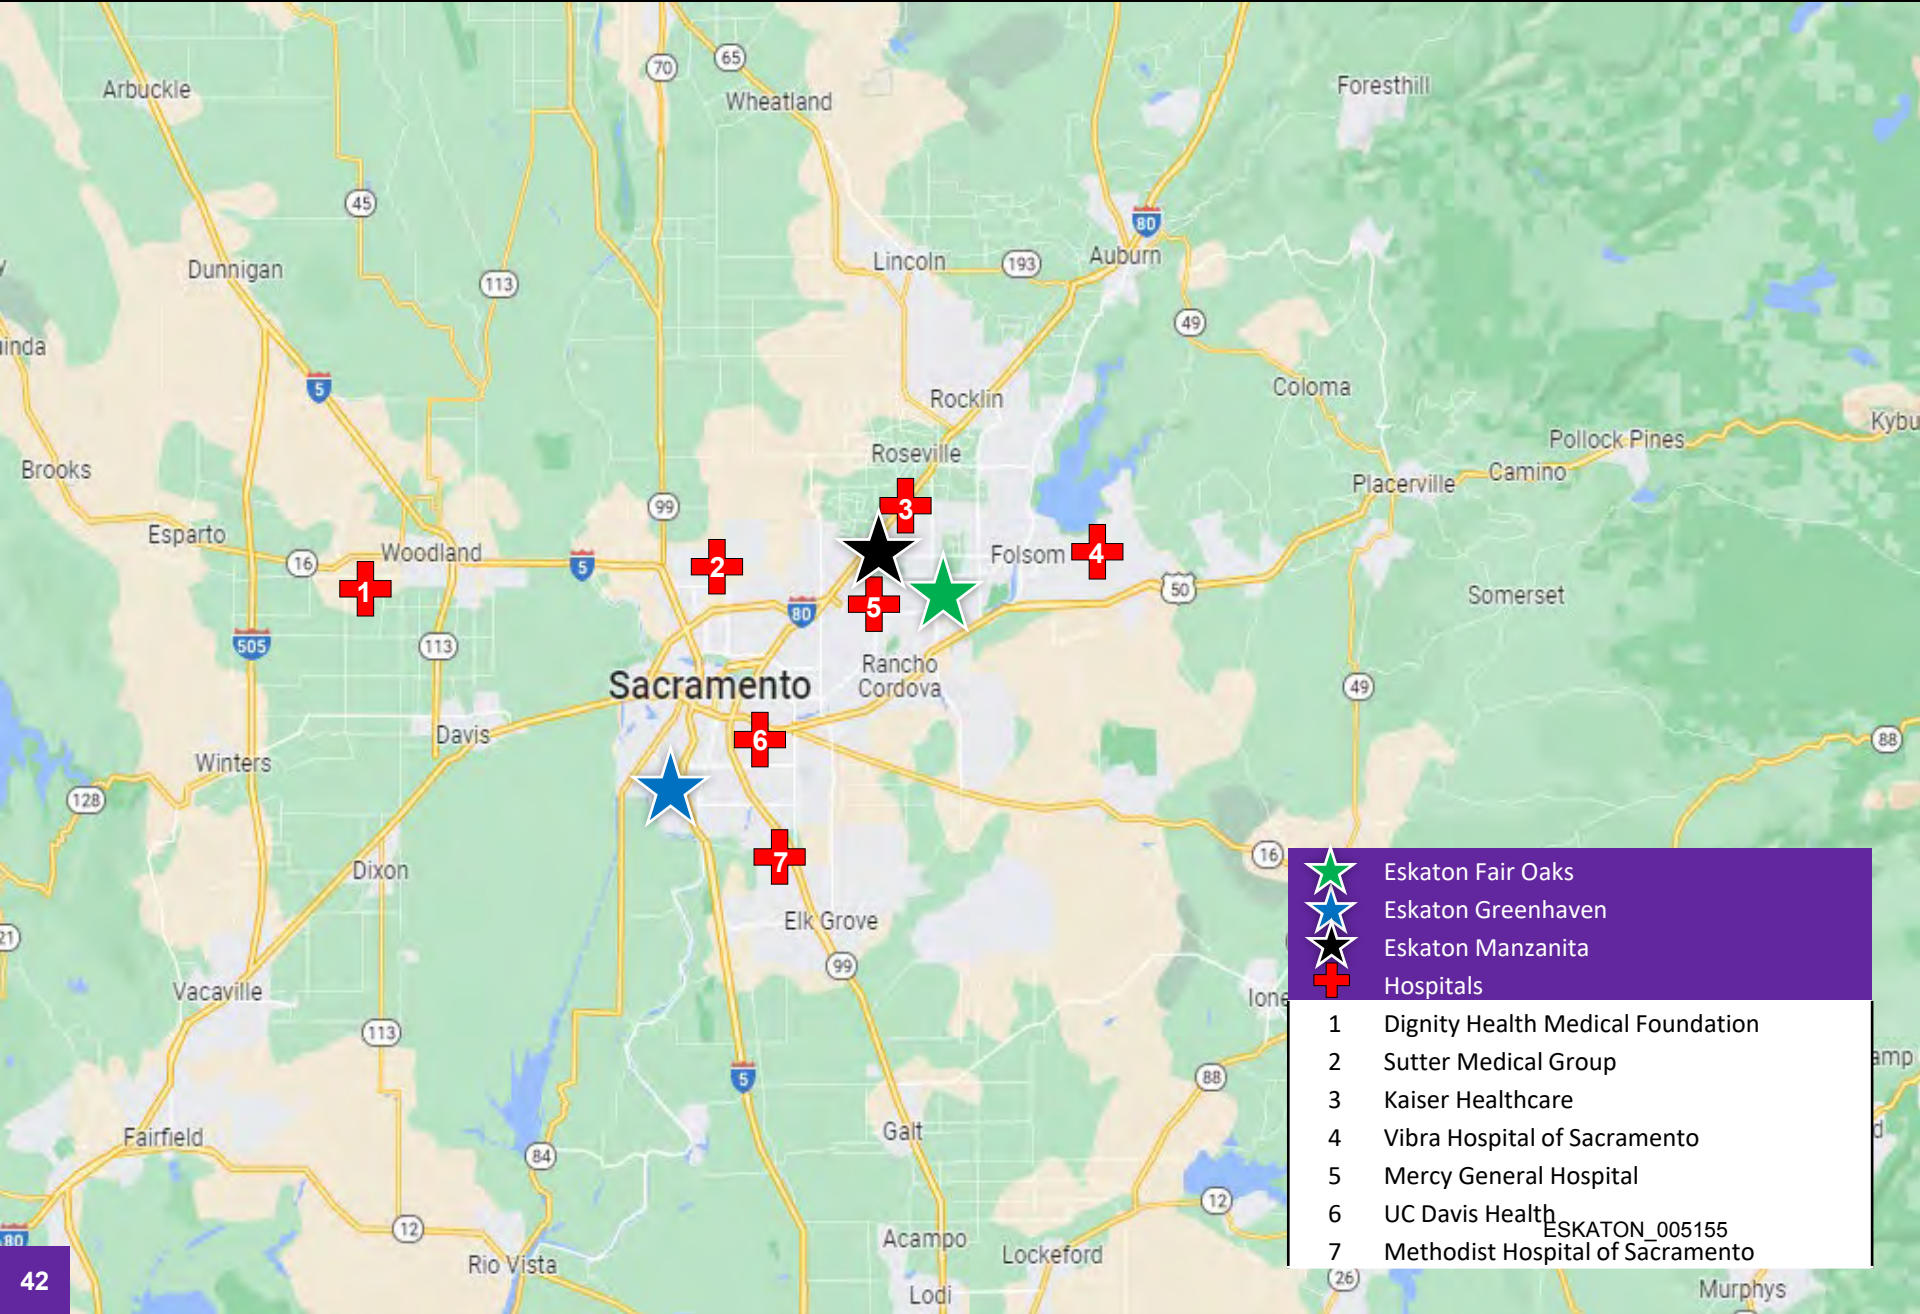 70
65
Arbuckle
Wheatland
Foresthill
45
80
Auburn
Lincoln
193
Dunnigan
113
49
5
Rocklin
Coloma
Roseville
Pollock Pines
Camino
Placerville
Brooks
99
3
Esparto
Woodland
16
5
2
Folsom
4
50
1
80
5
Somerset
505
113
Rancho
Cordova
Sacramento
49
Davis
6
88
Winters
128
16
7
Dixon
Elk Grove
99
Vacaville
113
5
88
Fairfield
84
Galt
12
12
Acampo
Lockeford
Rio Vista
Lodi
26
Murphys
80
Eskaton Fair Oaks
Eskaton Greenhaven
Eskaton Manzanita
Hospitals
1 Dignity Health Medical Foundation
2 Sutter Medical Group
3 Kaiser Healthcare
4 Vibra Hospital of Sacramento
5 Mercy General Hospital
6 UC Davis Health
ESKATON_005155
7 Methodist Hospital of Sacramento
42